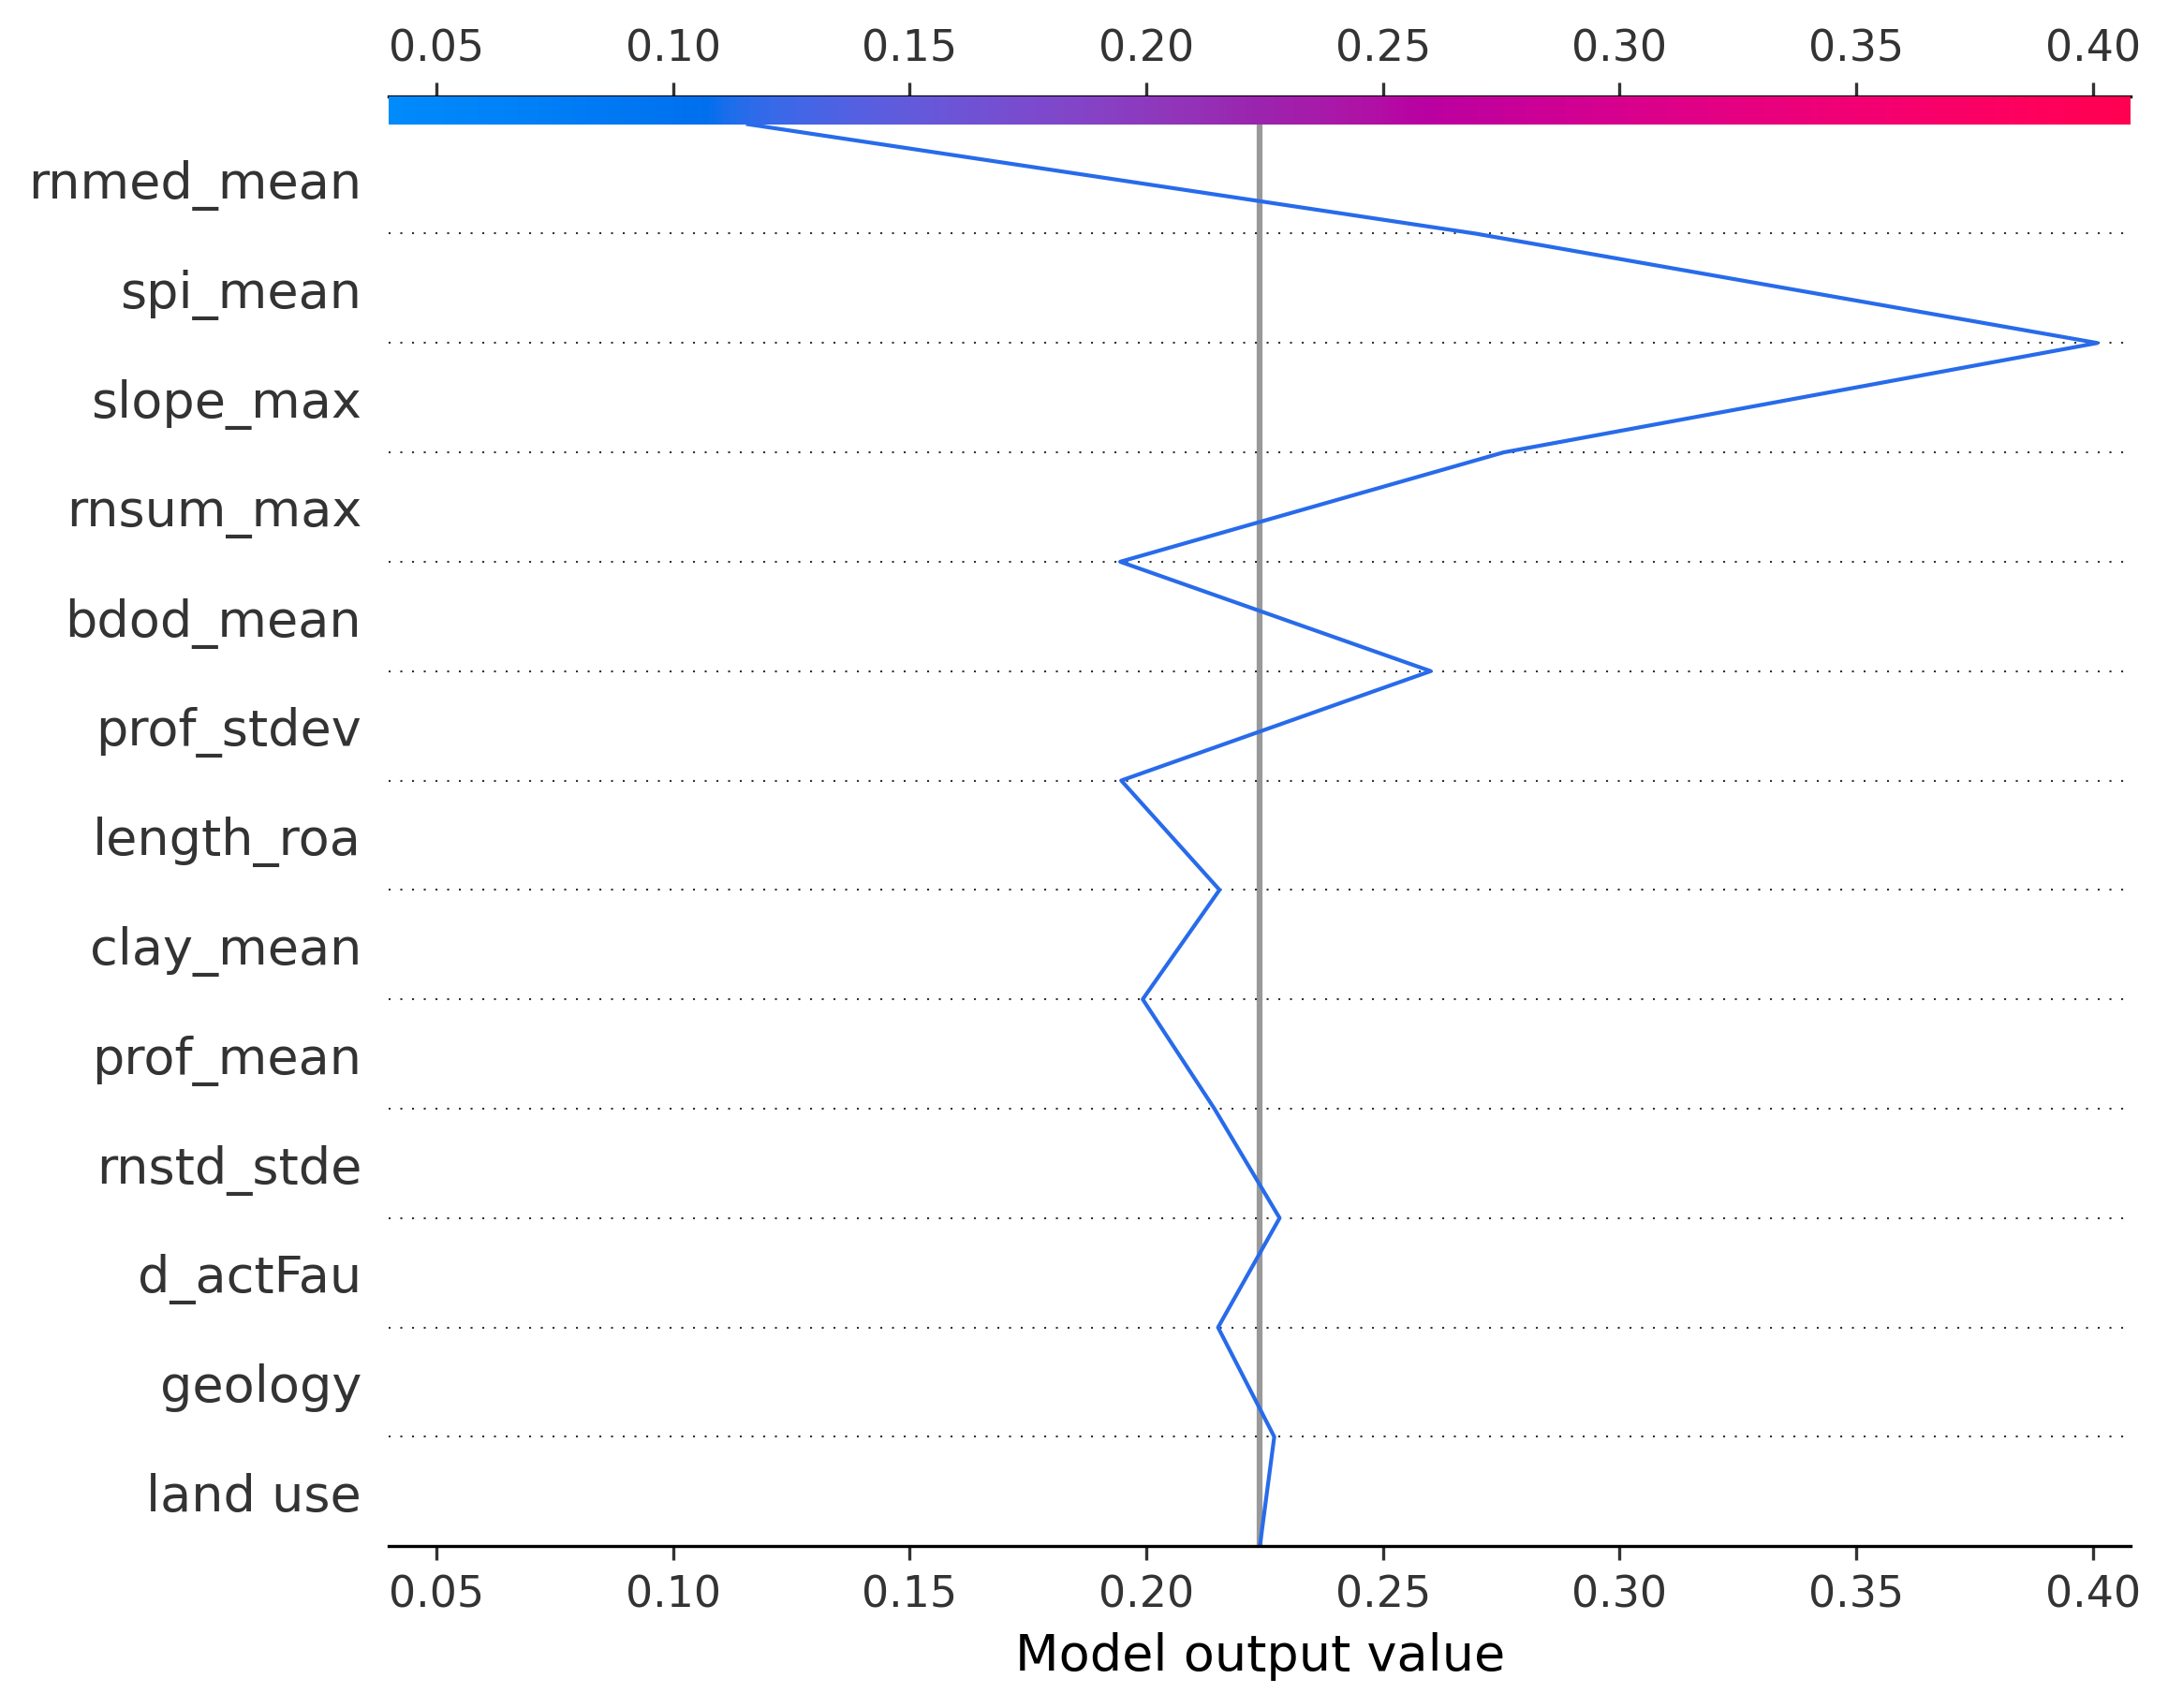 0.05 0.10 0.15 0.20 0.25 0.30 0.35 0.40
rnmed_mean
spi_mean
slope_max
rnsum_max
bdod_mean
prof_stdev
length_roa
clay_mean
prof_mean
rnstd_stde
d_actFau
geology
land use
0.05 0.10 0.15 0.20 0.25 0.30 0.35 0.40
Model output value